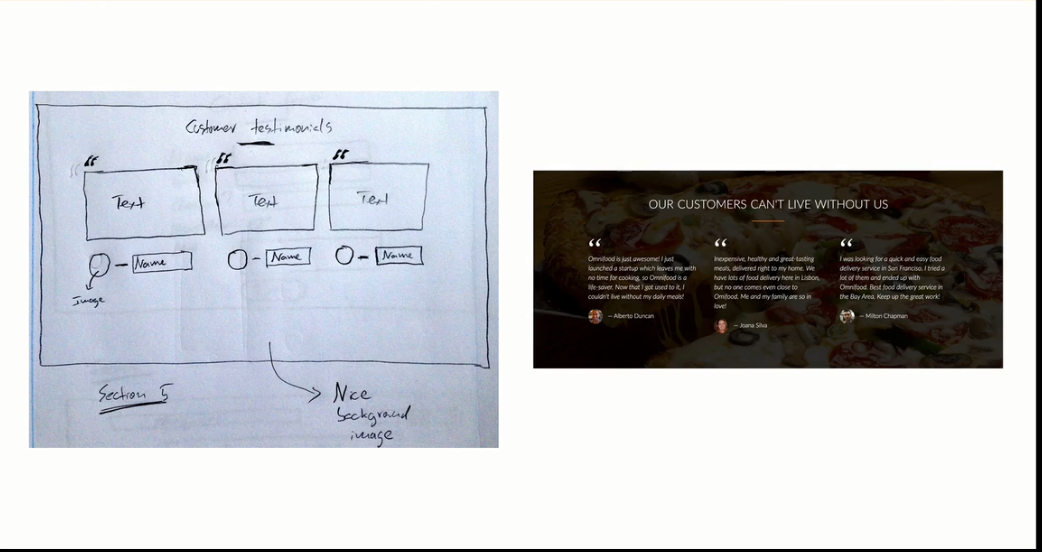 Customer testimonials
“ “ “
Text Text Text
— Name — Name — Name
Image
Section 5
Nice
background
image
OUR CUSTOMERS CAN'T LIVE WITHOUT US
“
Omnifood is just awesome! I just
launched a startup which leaves me with
no time for cooking, so Omnifood is a
life-saver. Now that I got used to it, I
couldn't live without my daily meals!
— Alberto Duncan
“
Inexpensive, healthy and great-tasting
meals, delivered right to my home. We
have lots of food delivery here in Lisbon,
but no one comes even close to
Omifood. Me and my family are so in
love!
— Joana Silva
“
I was looking for a quick and easy food
delivery service in San Franciso. I tried a
lot of them and ended up with
Omnifood. Best food delivery service in
the Bay Area. Keep up the great work!
— Milton Chapman